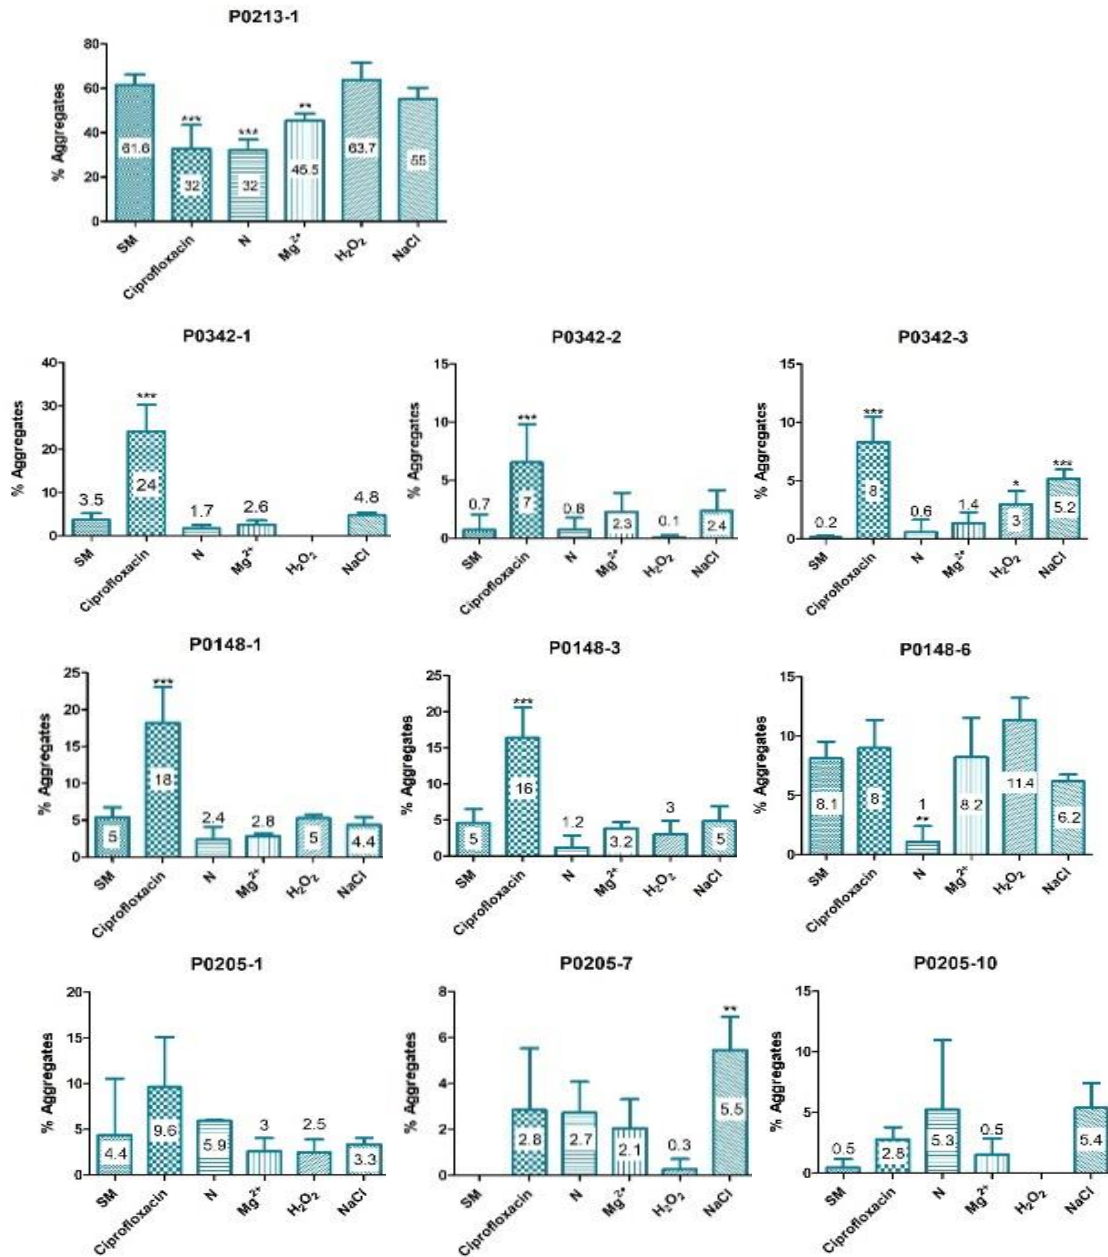 P0213-1
% Aggregates
80
60
40
20
0
61.6
***
32
***
32
**
45.5
63.7
55
SM
Ciprofloxacin
N
Mg²⁺
H₂O₂
NaCl
P0342-1
% Aggregates
40
30
20
10
0
3.5
***
24
1.7
2.6
4.8
SM
Ciprofloxacin
N
Mg²⁺
H₂O₂
NaCl
P0342-2
% Aggregates
15
10
5
0
0.7
***
7
0.8
2.3
0.1
2.4
SM
Ciprofloxacin
N
Mg²⁺
H₂O₂
NaCl
P0342-3
% Aggregates
15
10
5
0
0.2
***
8
0.6
1.4
*
3
***
5.2
SM
Ciprofloxacin
N
Mg²⁺
H₂O₂
NaCl
P0148-1
% Aggregates
25
20
15
10
5
0
5
***
18
2.4
2.8
5
4.4
SM
Ciprofloxacin
N
Mg²⁺
H₂O₂
NaCl
P0148-3
% Aggregates
25
20
15
10
5
0
5
***
16
1.2
3.2
3
5
SM
Ciprofloxacin
N
Mg²⁺
H₂O₂
NaCl
P0148-6
% Aggregates
15
10
5
0
8.1
8
1
**
8.2
11.4
6.2
SM
Ciprofloxacin
N
Mg²⁺
H₂O₂
NaCl
P0205-1
% Aggregates
20
15
10
5
0
4.4
9.6
5.9
3
2.5
3.3
SM
Ciprofloxacin
N
Mg²⁺
H₂O₂
NaCl
P0205-7
% Aggregates
8
6
4
2
0
2.8
2.7
2.1
0.3
**
5.5
SM
Ciprofloxacin
N
Mg²⁺
H₂O₂
NaCl
P0205-10
% Aggregates
15
10
5
0
0.5
2.8
5.3
0.5
5.4
SM
Ciprofloxacin
N
Mg²⁺
H₂O₂
NaCl